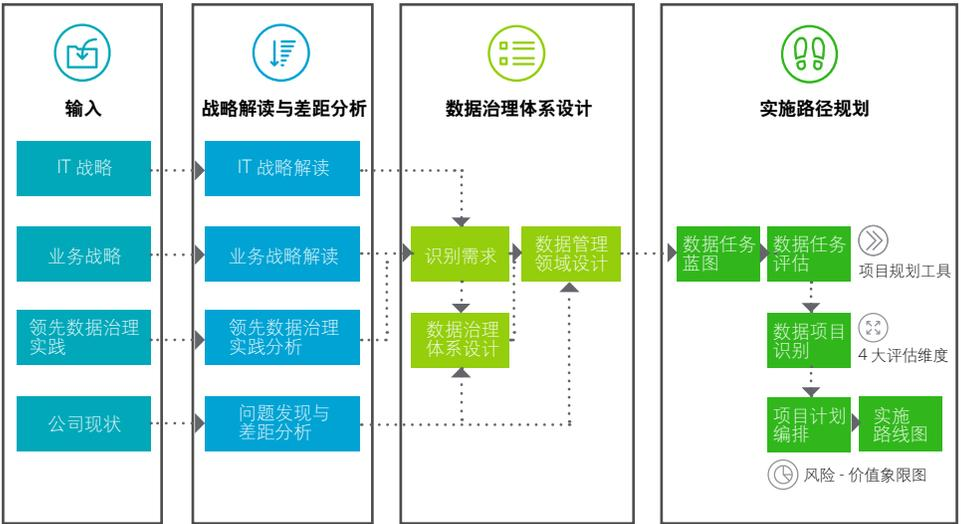 输入
IT 战略
业务战略
领先数据治理
实践
公司现状
战略解读与差距分析
IT 战略解读
业务战略解读
领先数据治理
实践分析
问题发现与
差距分析
数据治理体系设计
识别需求
数据管理
领域设计
数据治理
体系设计
实施路径规划
数据任务
蓝图
数据任务
评估
项目规划工具
数据项目
识别
4 大评估维度
项目计划
编排
实施
路线图
风险 - 价值象限图